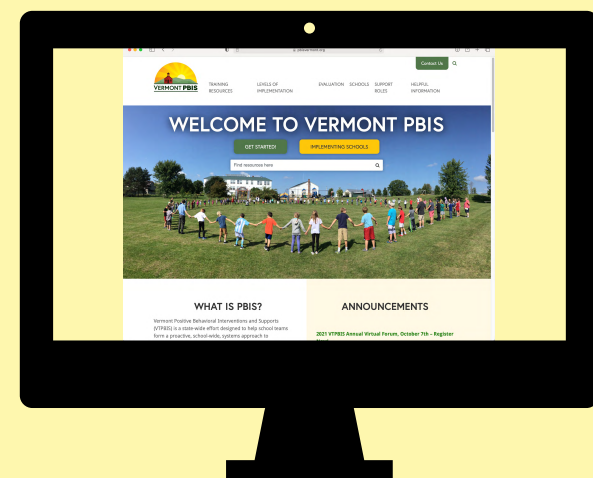 pbisvermont.org
Contact Us
VERMONT PBIS
TRAINING RESOURCES
LEVELS OF IMPLEMENTATION
EVALUATION
SCHOOLS
SUPPORT ROLES
HELPFUL INFORMATION
WELCOME TO VERMONT PBIS
GET STARTED!
IMPLEMENTING SCHOOLS
Find resources here
WHAT IS PBIS?
Vermont Positive Behavioral Interventions and Supports
(VTPBIS) is a state-wide effort designed to help school teams
form a proactive, school-wide, systems approach to
ANNOUNCEMENTS
2021 VTPBIS Annual Virtual Forum, October 7th – Register